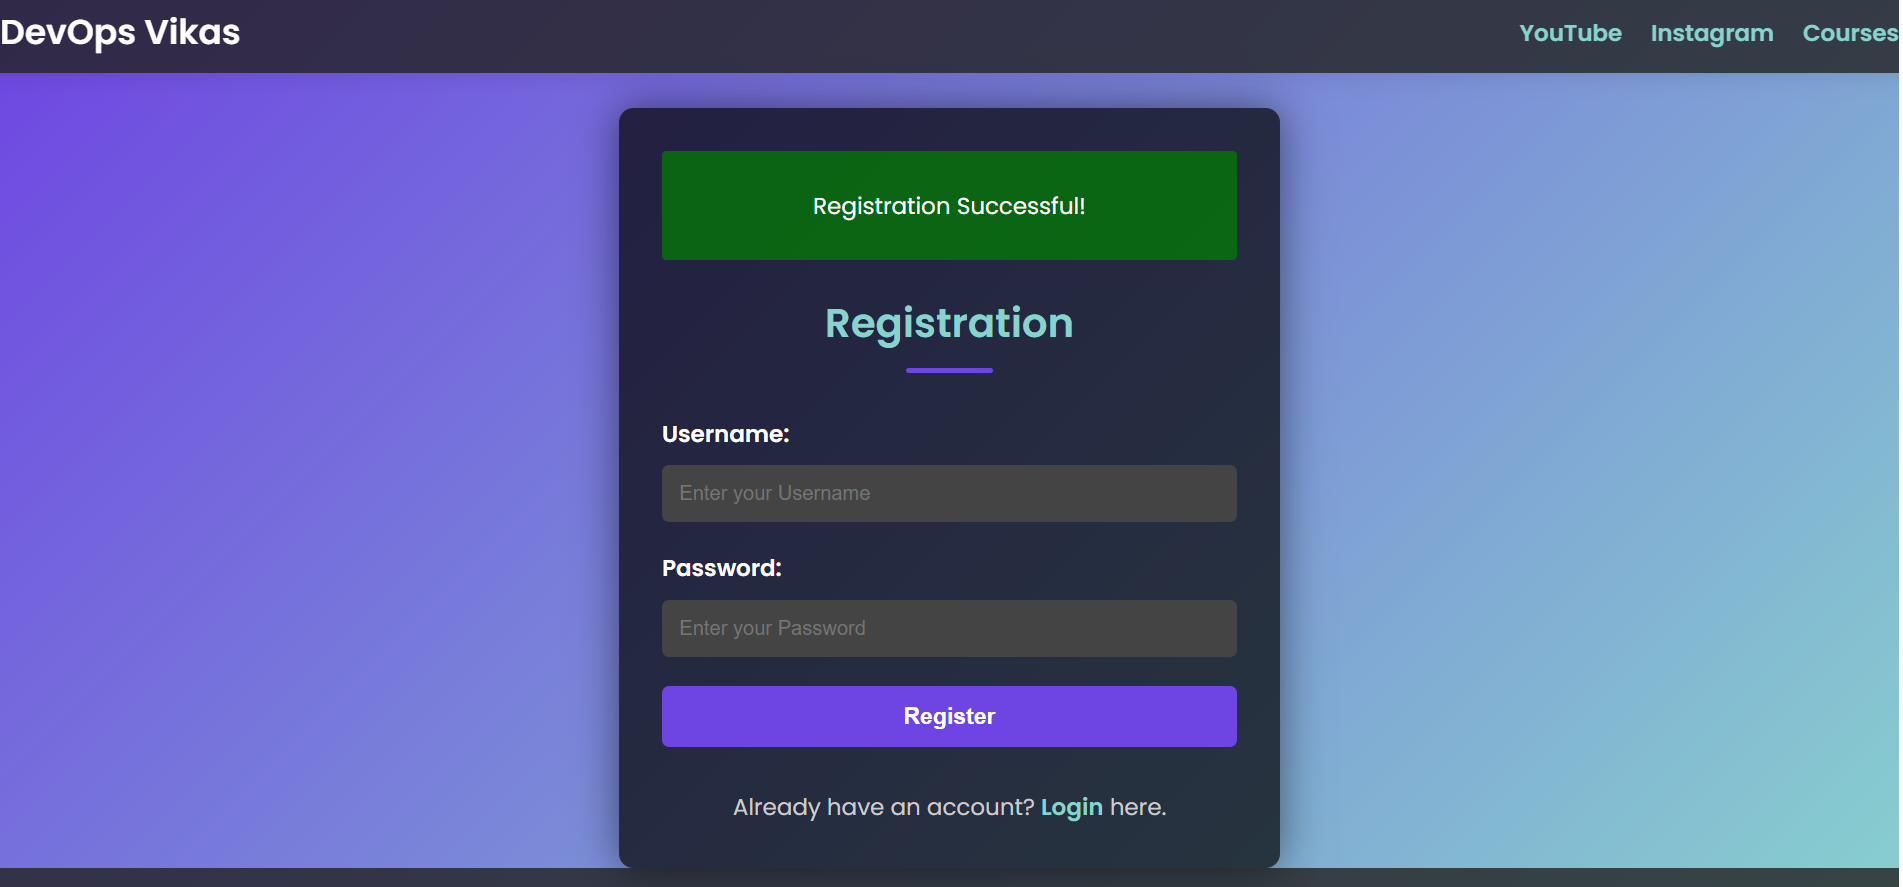 DevOps Vikas
YouTube Instagram Courses
Registration Successful!
Registration
Username:
Enter your Username
Password:
Enter your Password
Register
Already have an account? Login here.